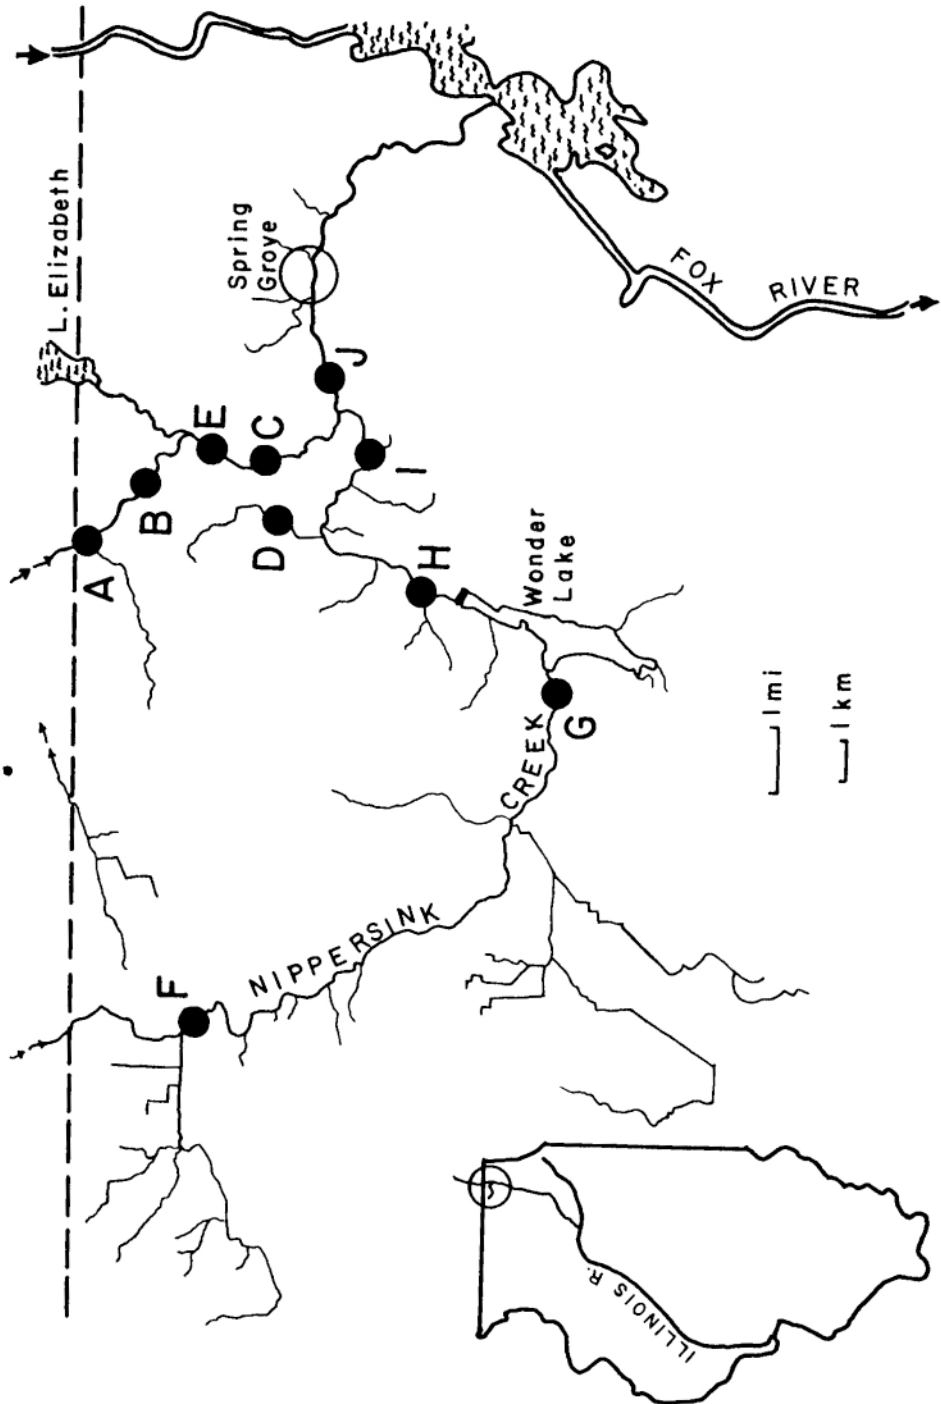 L. Elizabeth
Spring
Grove
FOX
RIVER
A
B
E
C
D
J
I
H
Wonder
Lake
G
CREEK
NIPPERSINK
F
1 mi
1 km
ILLINOIS R.